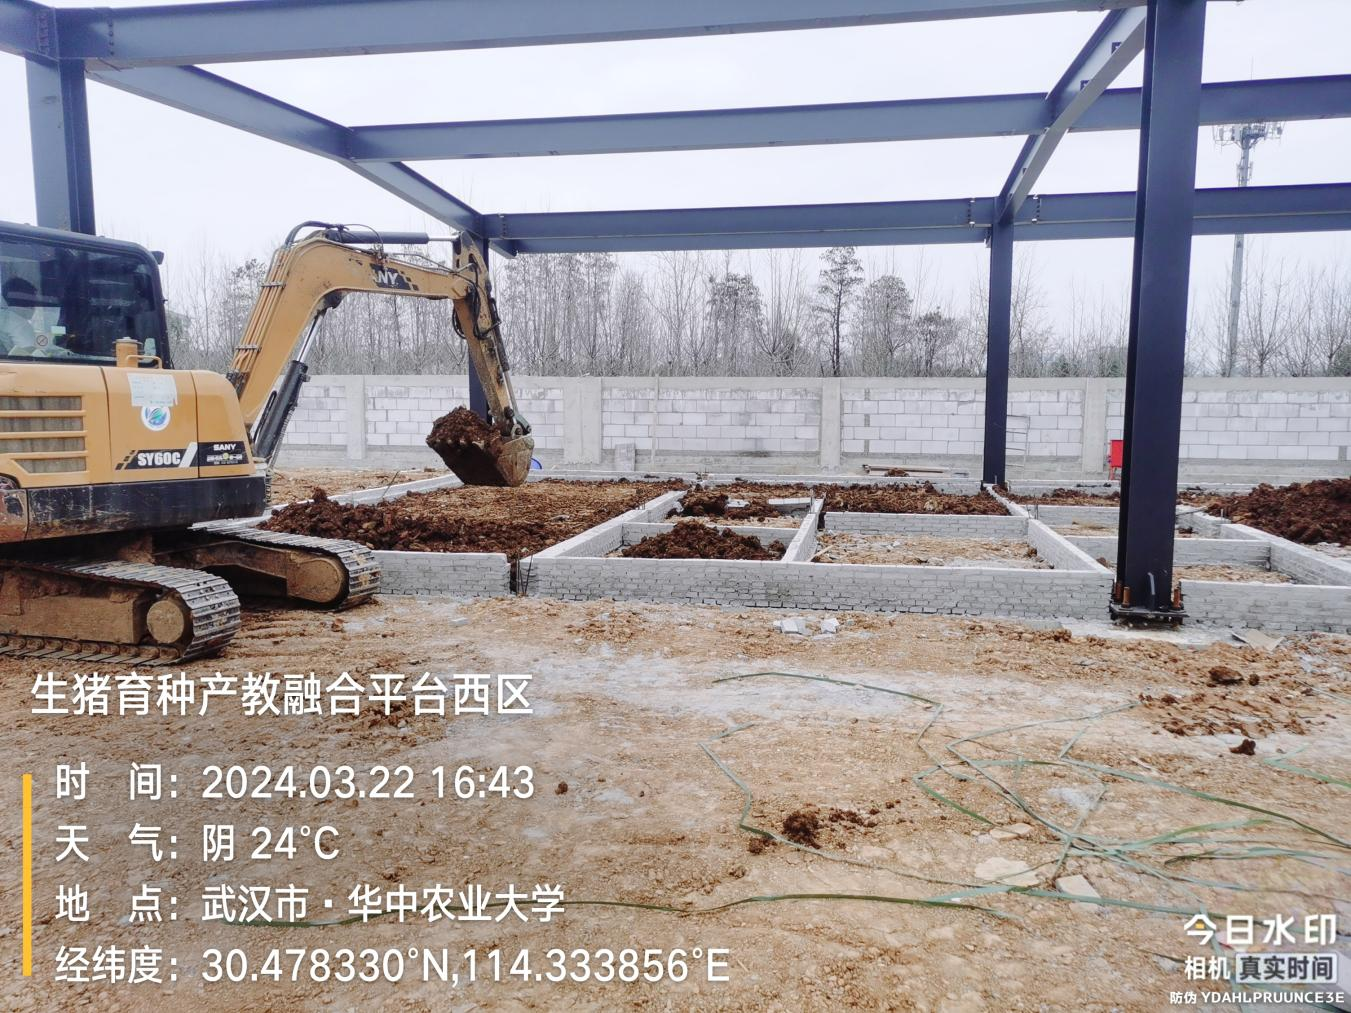 SANY
SY60C
SANY
生猪育种产教融合平台西区
时 间：2024.03.22 16:43
天 气：阴 24°C
地 点：武汉市·华中农业大学
经纬度：30.478330°N,114.333856°E
今日水印
相机 真实时间
防伪 YDAHLPRUUNCE3E